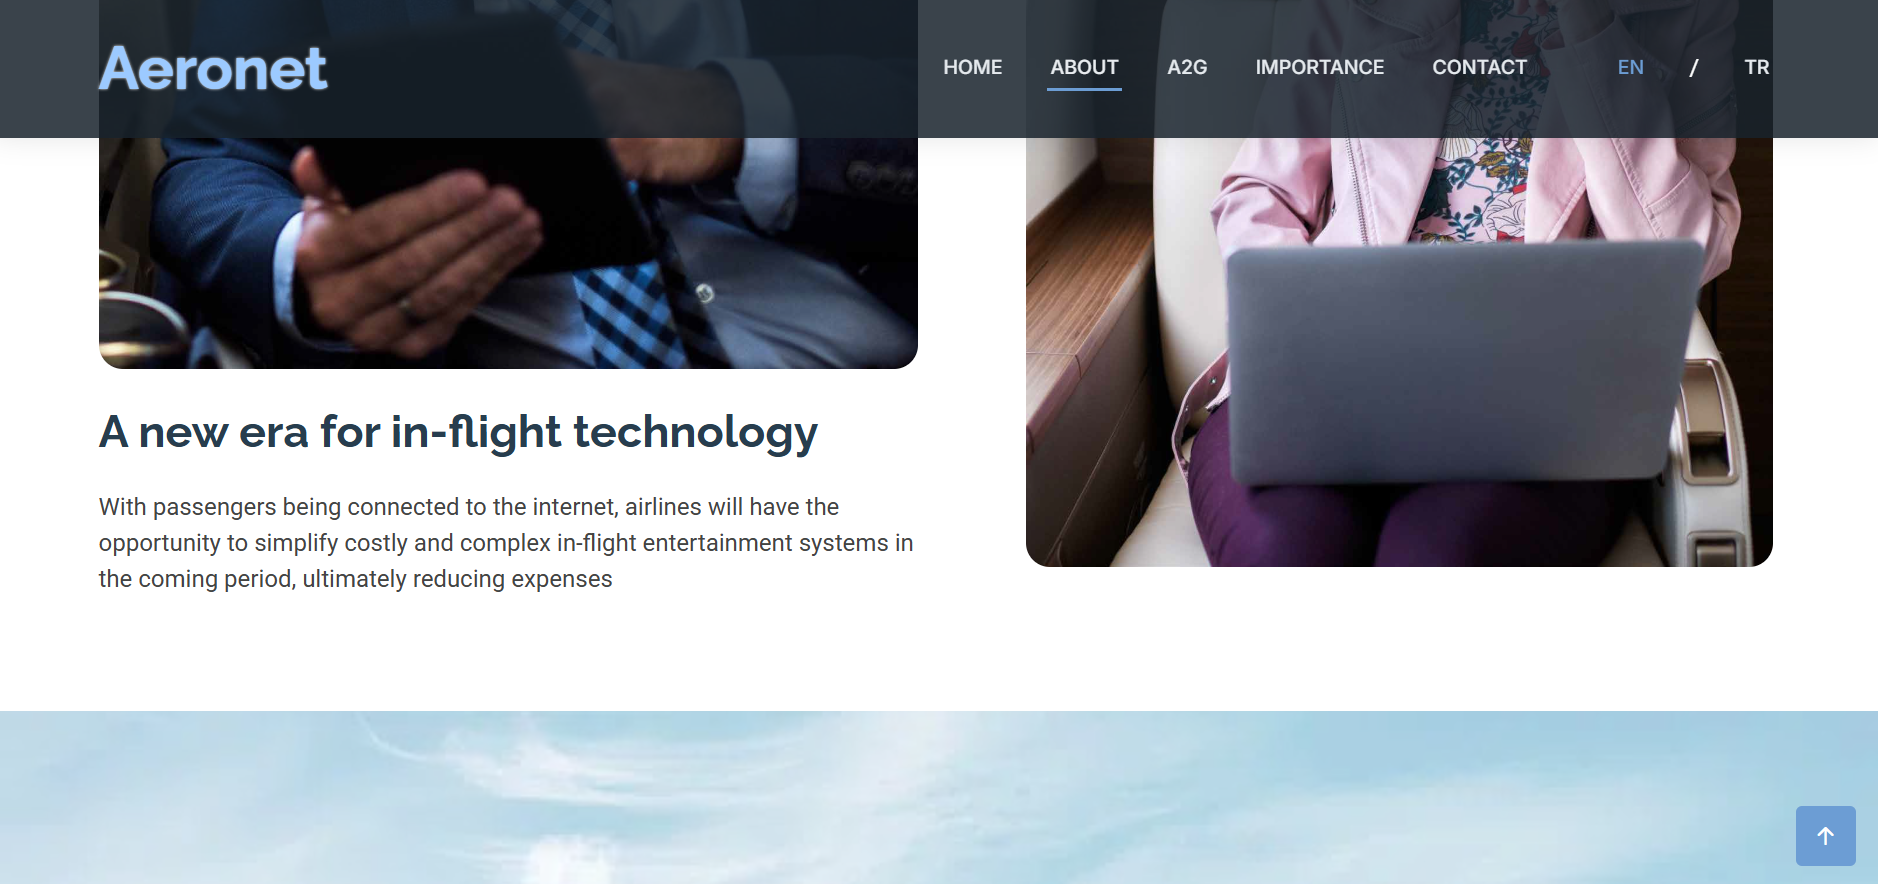 Aeronet
HOME ABOUT A2G IMPORTANCE CONTACT EN / TR
A new era for in-flight technology
With passengers being connected to the internet, airlines will have the
opportunity to simplify costly and complex in-flight entertainment systems in
the coming period, ultimately reducing expenses